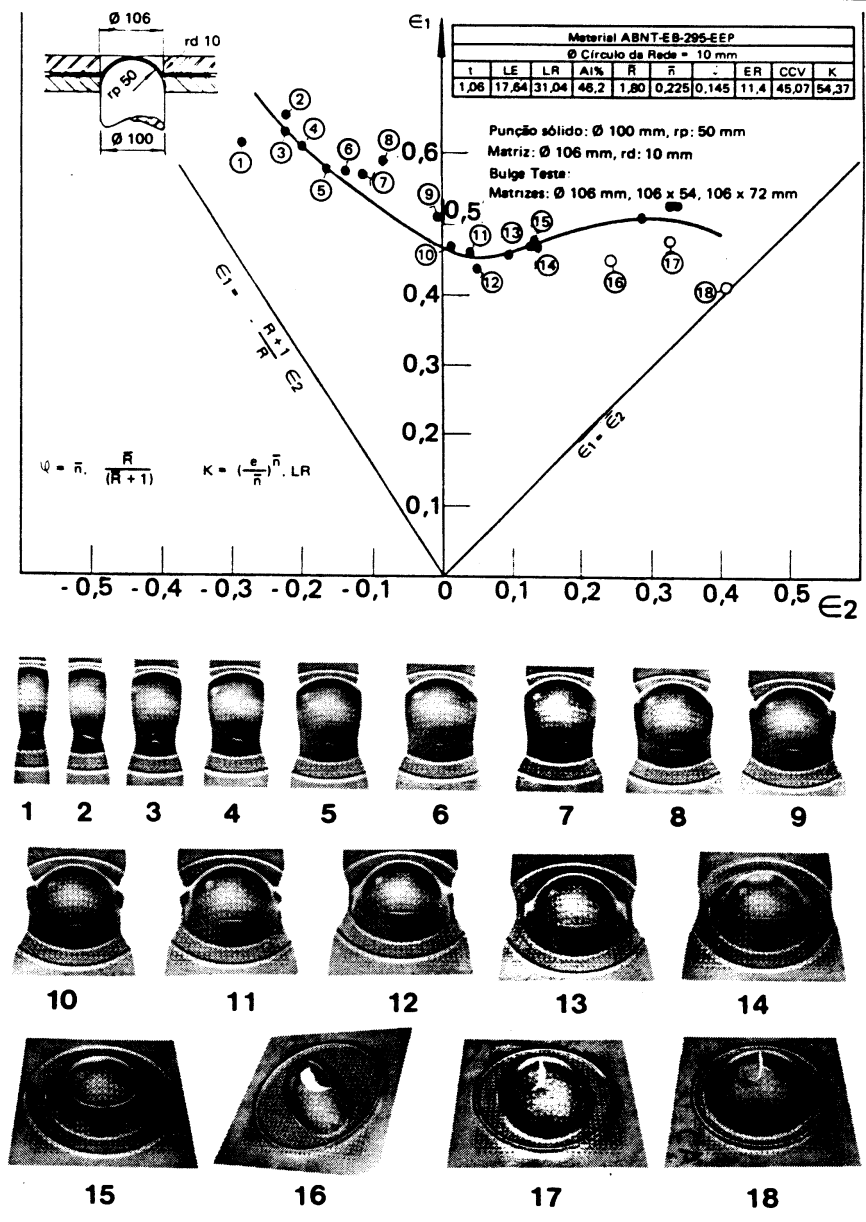 Ø 106
rd 10
rp 50
Ø 100
ϵ1
Material ABNT-EB-295-EEP
Ø Círculo da Rede = 10 mm
t LE LR Al% R̄ n̄ ER CCV K
1,06 17,64 31,04 46,2 1,80 0,225 0,145 11,4 45,07 54,37
Punção sólido: Ø 100 mm, rp: 50 mm
Matriz: Ø 106 mm, rd: 10 mm
Bulge Teste:
Matrizes: Ø 106 mm, 106 x 54, 106 x 72 mm
0,6
0,5
0,4
0,3
0,2
0,1
1
2
3
4
5
6
7
8
9
10
11
12
13
14
15
16
17
18
ϵ1 = - R + 1 / R ϵ2
ϵ1 = ϵ2
φ = n̄. R̄ / (R̄ + 1)
K = (e / n̄)^n̄. LR
- 0,5 - 0,4 - 0,3 - 0,2 - 0,1 0 0,1 0,2 0,3 0,4 0,5 ϵ2
1 2 3 4 5 6 7 8 9
10 11 12 13 14
15 16 17 18